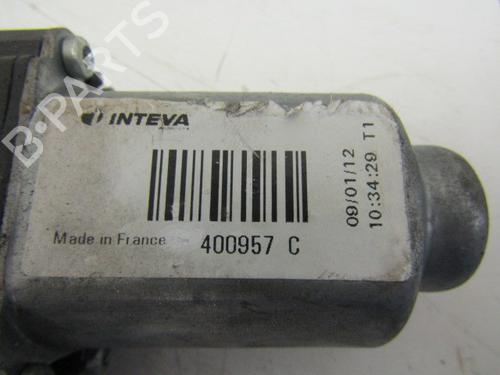 INTEVA
09/01/12
10:34:29 T1
Made in France
400957 C
B-PARTS